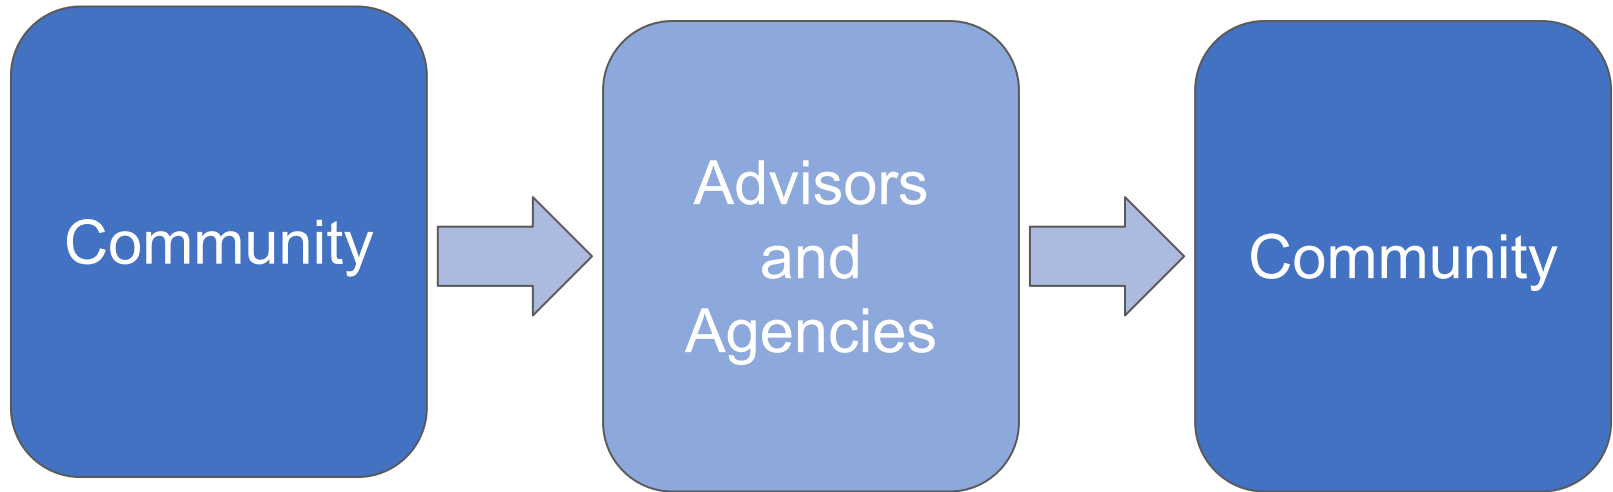 Community
Advisors
and
Agencies
Community